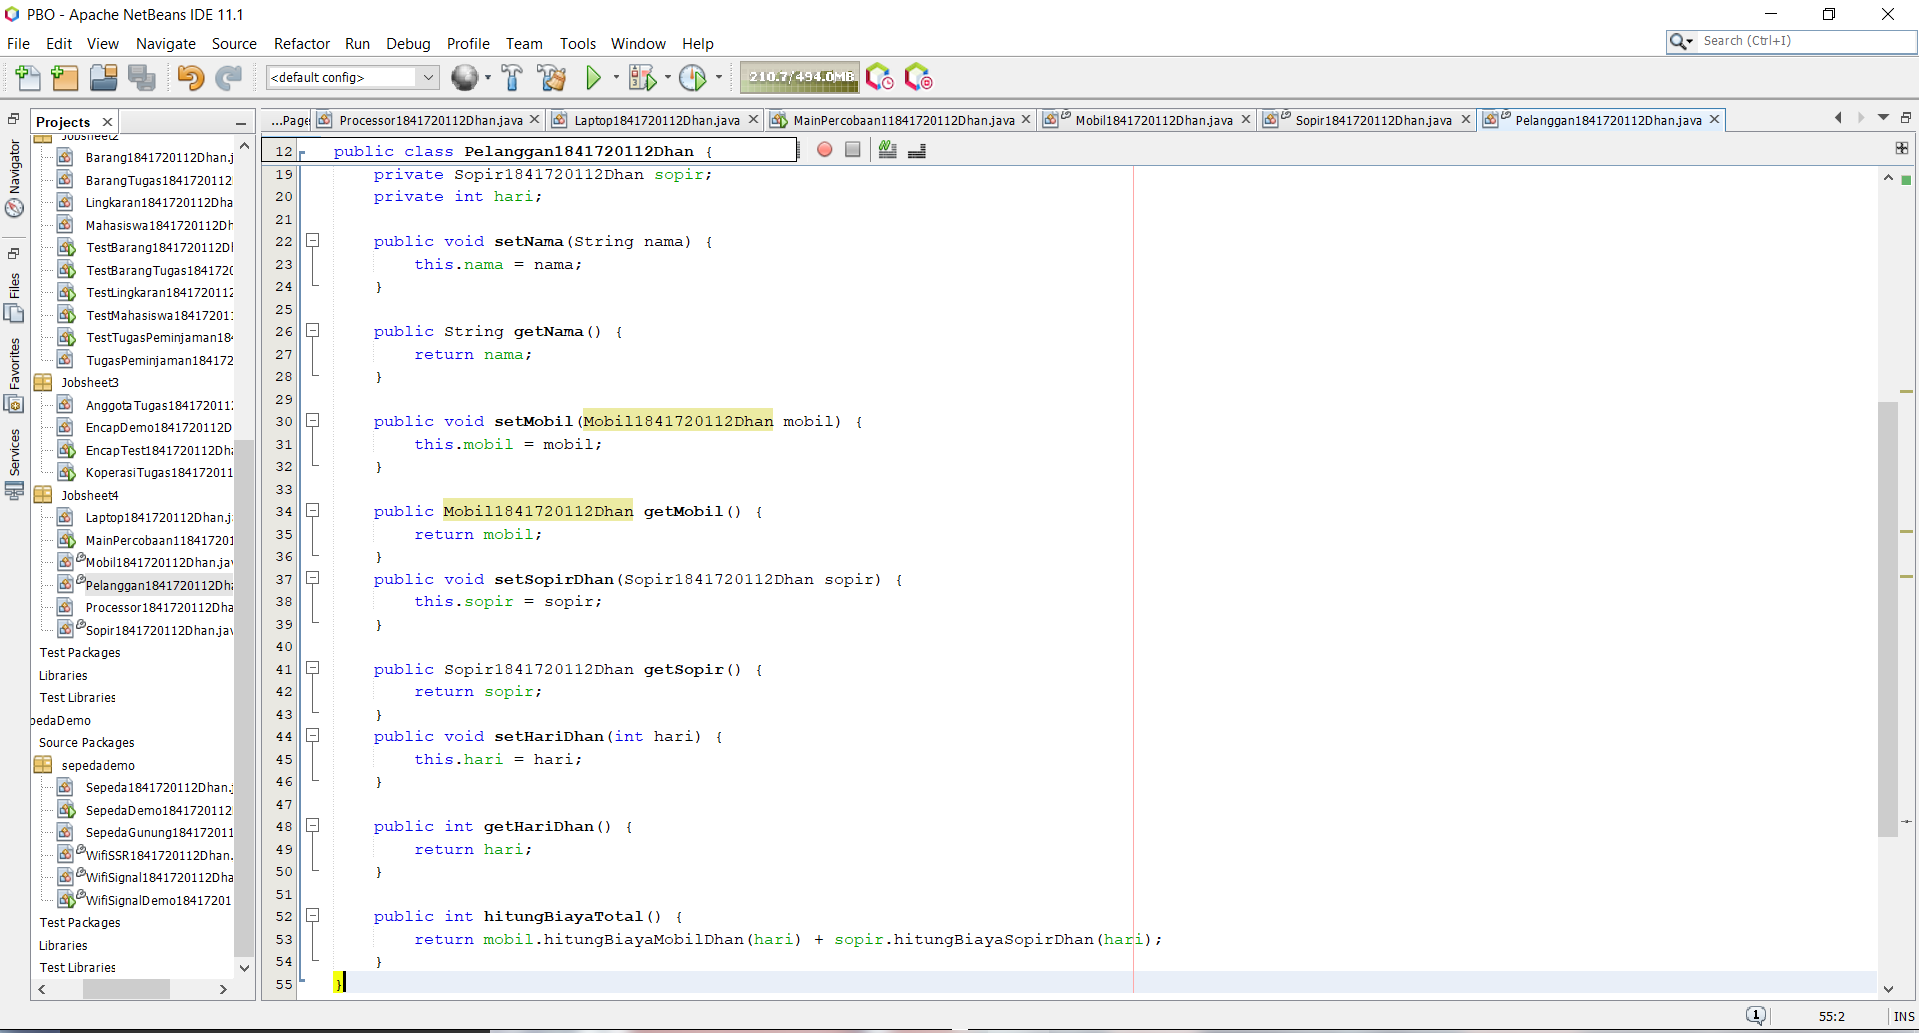 PBO - Apache NetBeans IDE 11.1
File Edit View Navigate Source Refactor Run Debug Profile Team Tools Window Help
Search (Ctrl+I)
<default config>
210.7/494.0MB
Projects
...Page
Processor1841720112Dhan.java
Laptop1841720112Dhan.java
MainPercobaan11841720112Dhan.java
Mobil1841720112Dhan.java
Sopir1841720112Dhan.java
Pelanggan1841720112Dhan.java
Navigator
Files
Favorites
Services
Jobsheet2
Barang1841720112Dhan.j
BarangTugas1841720112
Lingkaran1841720112Dha
Mahasiswa1841720112Dh
TestBarang1841720112Dh
TestBarangTugas1841720
TestLingkaran1841720112
TestMahasiswa184172011
TestTugasPeminjaman184
TugasPeminjaman184172
Jobsheet3
AnggotaTugas184172011
EncapDemo1841720112D
EncapTest1841720112Dha
KoperasiTugas184172011
Jobsheet4
Laptop1841720112Dhan.j
MainPercobaan118417201
Mobil1841720112Dhan.jav
Pelanggan1841720112Dha
Processor1841720112Dha
Sopir1841720112Dhan.jav
Test Packages
Libraries
Test Libraries
pedaDemo
Source Packages
sepedademo
Sepeda1841720112Dhan.j
SepedaDemo1841720112
SepedaGunung184172011
WifiSSR1841720112Dhan.
WifiSignal1841720112Dha
WifiSignalDemo18417201
Test Packages
Libraries
Test Libraries
12 public class Pelanggan1841720112Dhan {
19 private Sopir1841720112Dhan sopir;
20 private int hari;
21
22 public void setNama(String nama) {
23 this.nama = nama;
24 }
25
26 public String getNama() {
27 return nama;
28 }
29
30 public void setMobil(Mobil1841720112Dhan mobil) {
31 this.mobil = mobil;
32 }
33
34 public Mobil1841720112Dhan getMobil() {
35 return mobil;
36 }
37 public void setSopirDhan(Sopir1841720112Dhan sopir) {
38 this.sopir = sopir;
39 }
40
41 public Sopir1841720112Dhan getSopir() {
42 return sopir;
43 }
44 public void setHariDhan(int hari) {
45 this.hari = hari;
46 }
47
48 public int getHariDhan() {
49 return hari;
50 }
51
52 public int hitungBiayaTotal() {
53 return mobil.hitungBiayaMobilDhan(hari) + sopir.hitungBiayaSopirDhan(hari);
54 }
55 }
1
55:2
INS